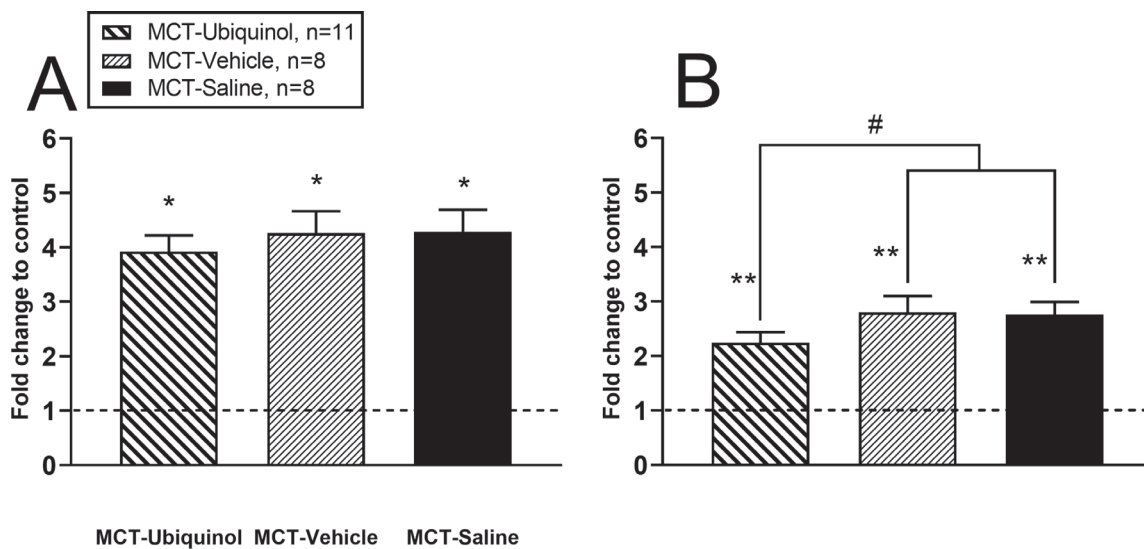 MCT-Ubiquinol, n=11
MCT-Vehicle, n=8
MCT-Saline, n=8
A
Fold change to control
6
5
4
3
2
1
0
*
*
*
MCT-Ubiquinol MCT-Vehicle MCT-Saline
B
Fold change to control
6
5
4
3
2
1
0
#
**
**
**